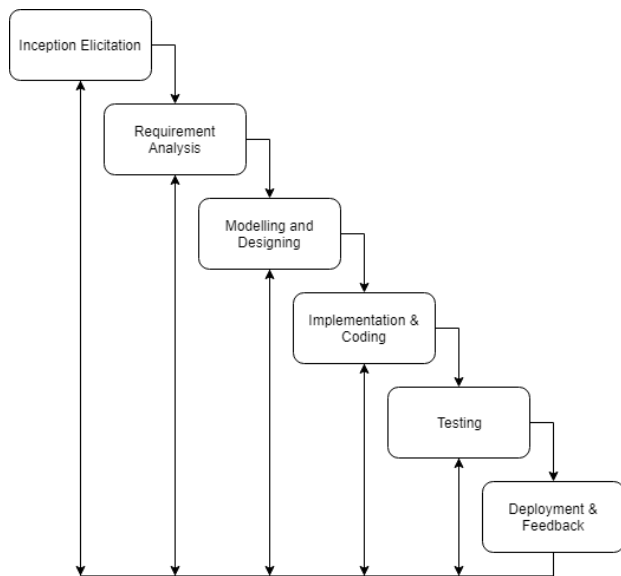 Inception Elicitation
Requirement
Analysis
Modelling and
Designing
Implementation &
Coding
Testing
Deployment &
Feedback